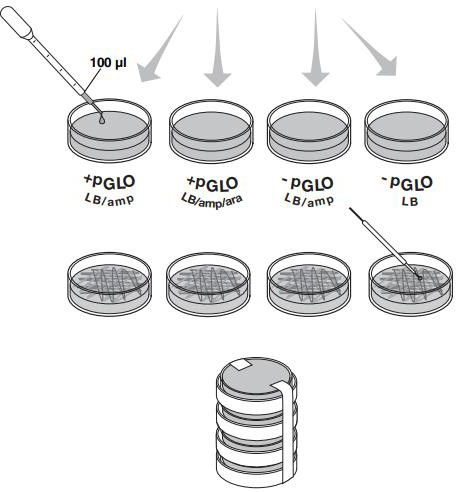 100 µl
+pGLO
LB/amp
+pGLO
LB/amp/ara
- pGLO
LB/amp
- pGLO
LB